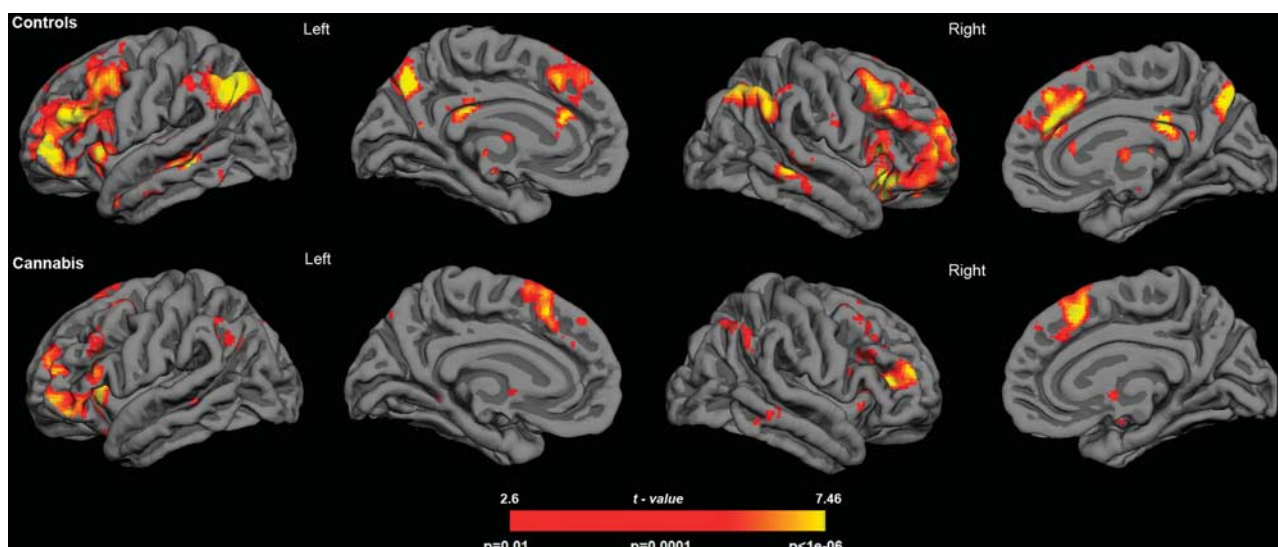 Controls
Left
Right
Cannabis
Left
Right
2.6 t - value 7.46
p=0.01 p=0.0001 p<1e-06